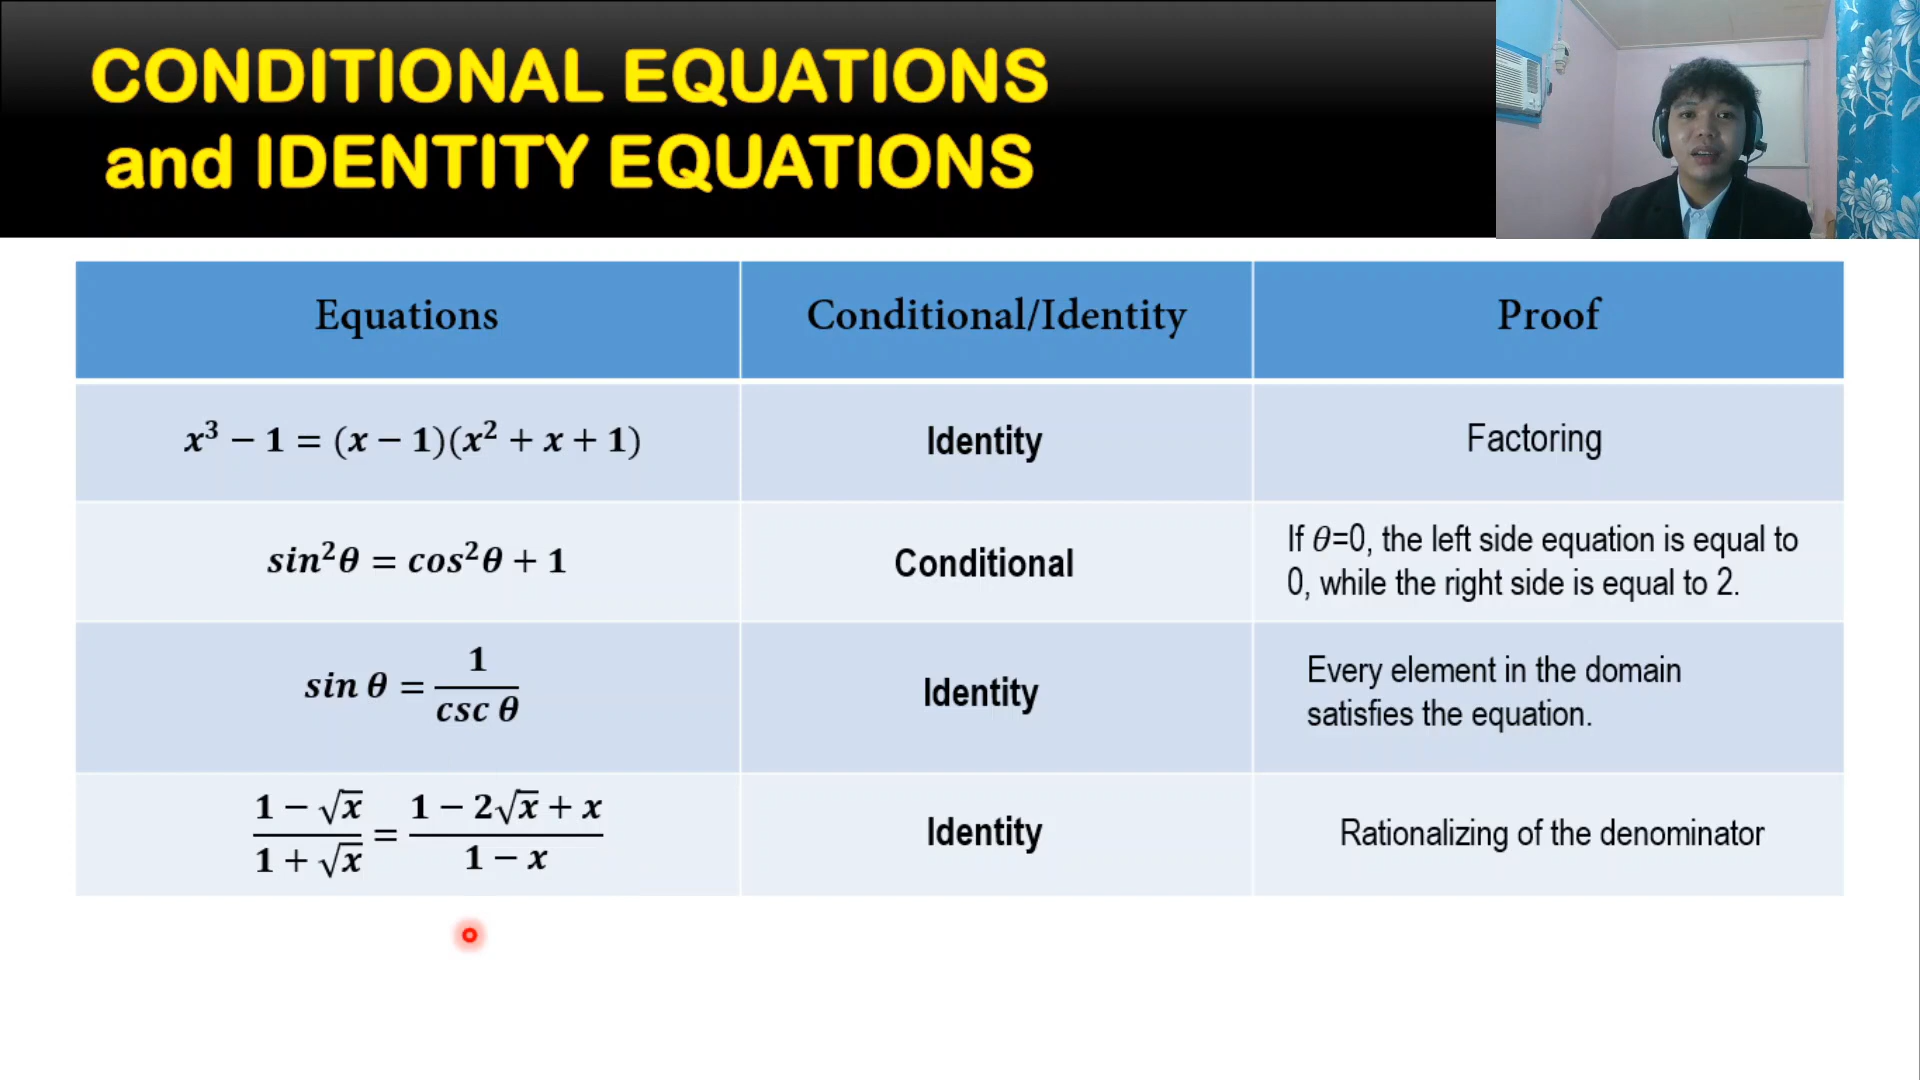 CONDITIONAL EQUATIONS
and IDENTITY EQUATIONS
Equations Conditional/Identity Proof
x³ − 1 = (x − 1)(x² + x + 1) Identity Factoring
sin²θ = cos²θ + 1 Conditional If θ=0, the left side equation is equal to
0, while the right side is equal to 2.
sin θ = 1/csc θ Identity Every element in the domain
satisfies the equation.
(1 − √x)/(1 + √x) = (1 − 2√x + x)/(1 − x) Identity Rationalizing of the denominator